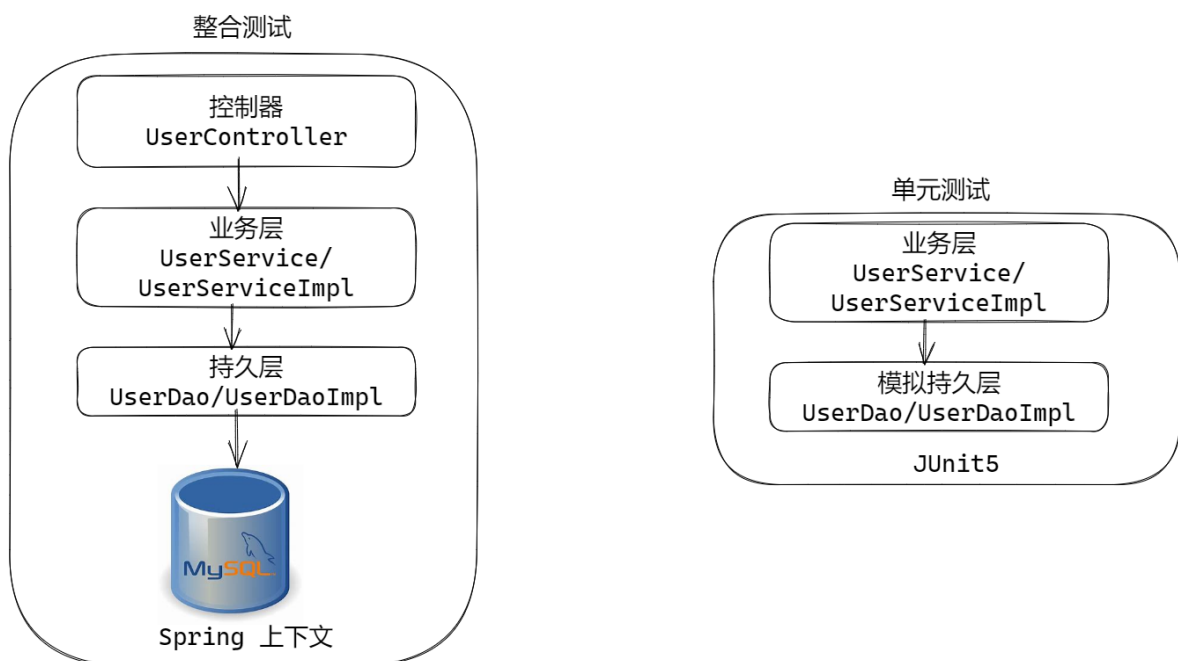 整合测试
控制器
UserController
业务层
UserService/
UserServiceImpl
持久层
UserDao/UserDaoImpl
MySQL
Spring 上下文
单元测试
业务层
UserService/
UserServiceImpl
模拟持久层
UserDao/UserDaoImpl
JUnit5